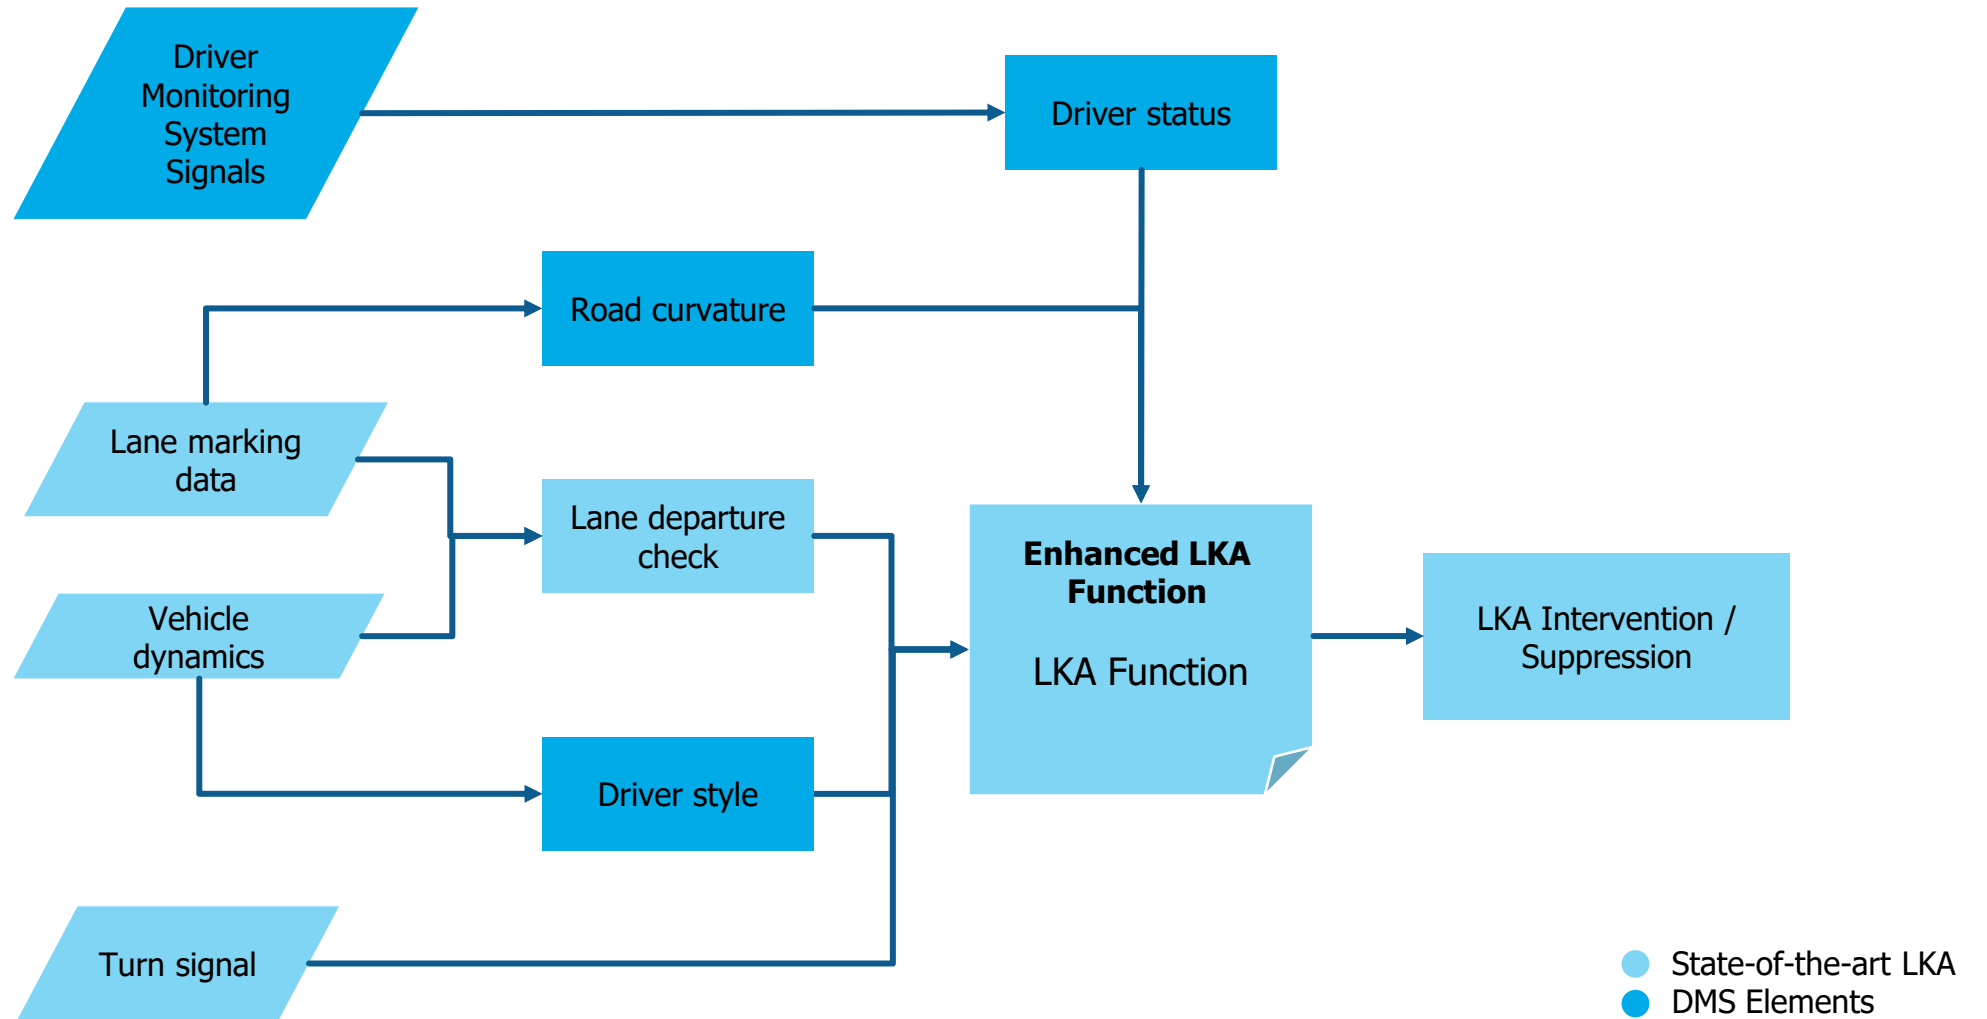 Driver
Monitoring
System
Signals
Driver status
Road curvature
Lane marking
data
Lane departure
check
Enhanced LKA
Function
LKA Function
LKA Intervention /
Suppression
Vehicle
dynamics
Driver style
Turn signal
State-of-the-art LKA
DMS Elements